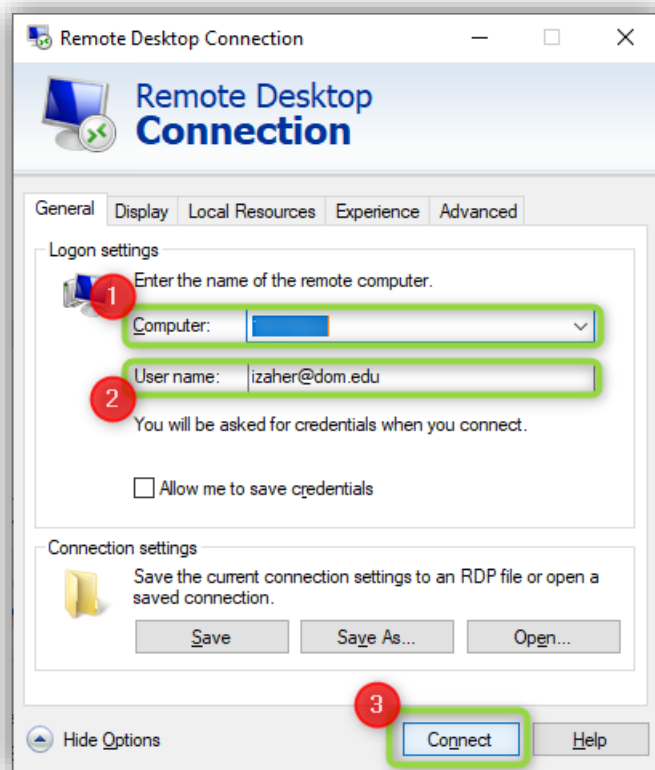 Remote Desktop Connection
Remote Desktop
Connection
General Display Local Resources Experience Advanced
Logon settings
Enter the name of the remote computer.
1
Computer:
User name: izaher@dom.edu
2
You will be asked for credentials when you connect.
Allow me to save credentials
Connection settings
Save the current connection settings to an RDP file or open a
saved connection.
Save Save As... Open...
3
Hide Options Connect Help